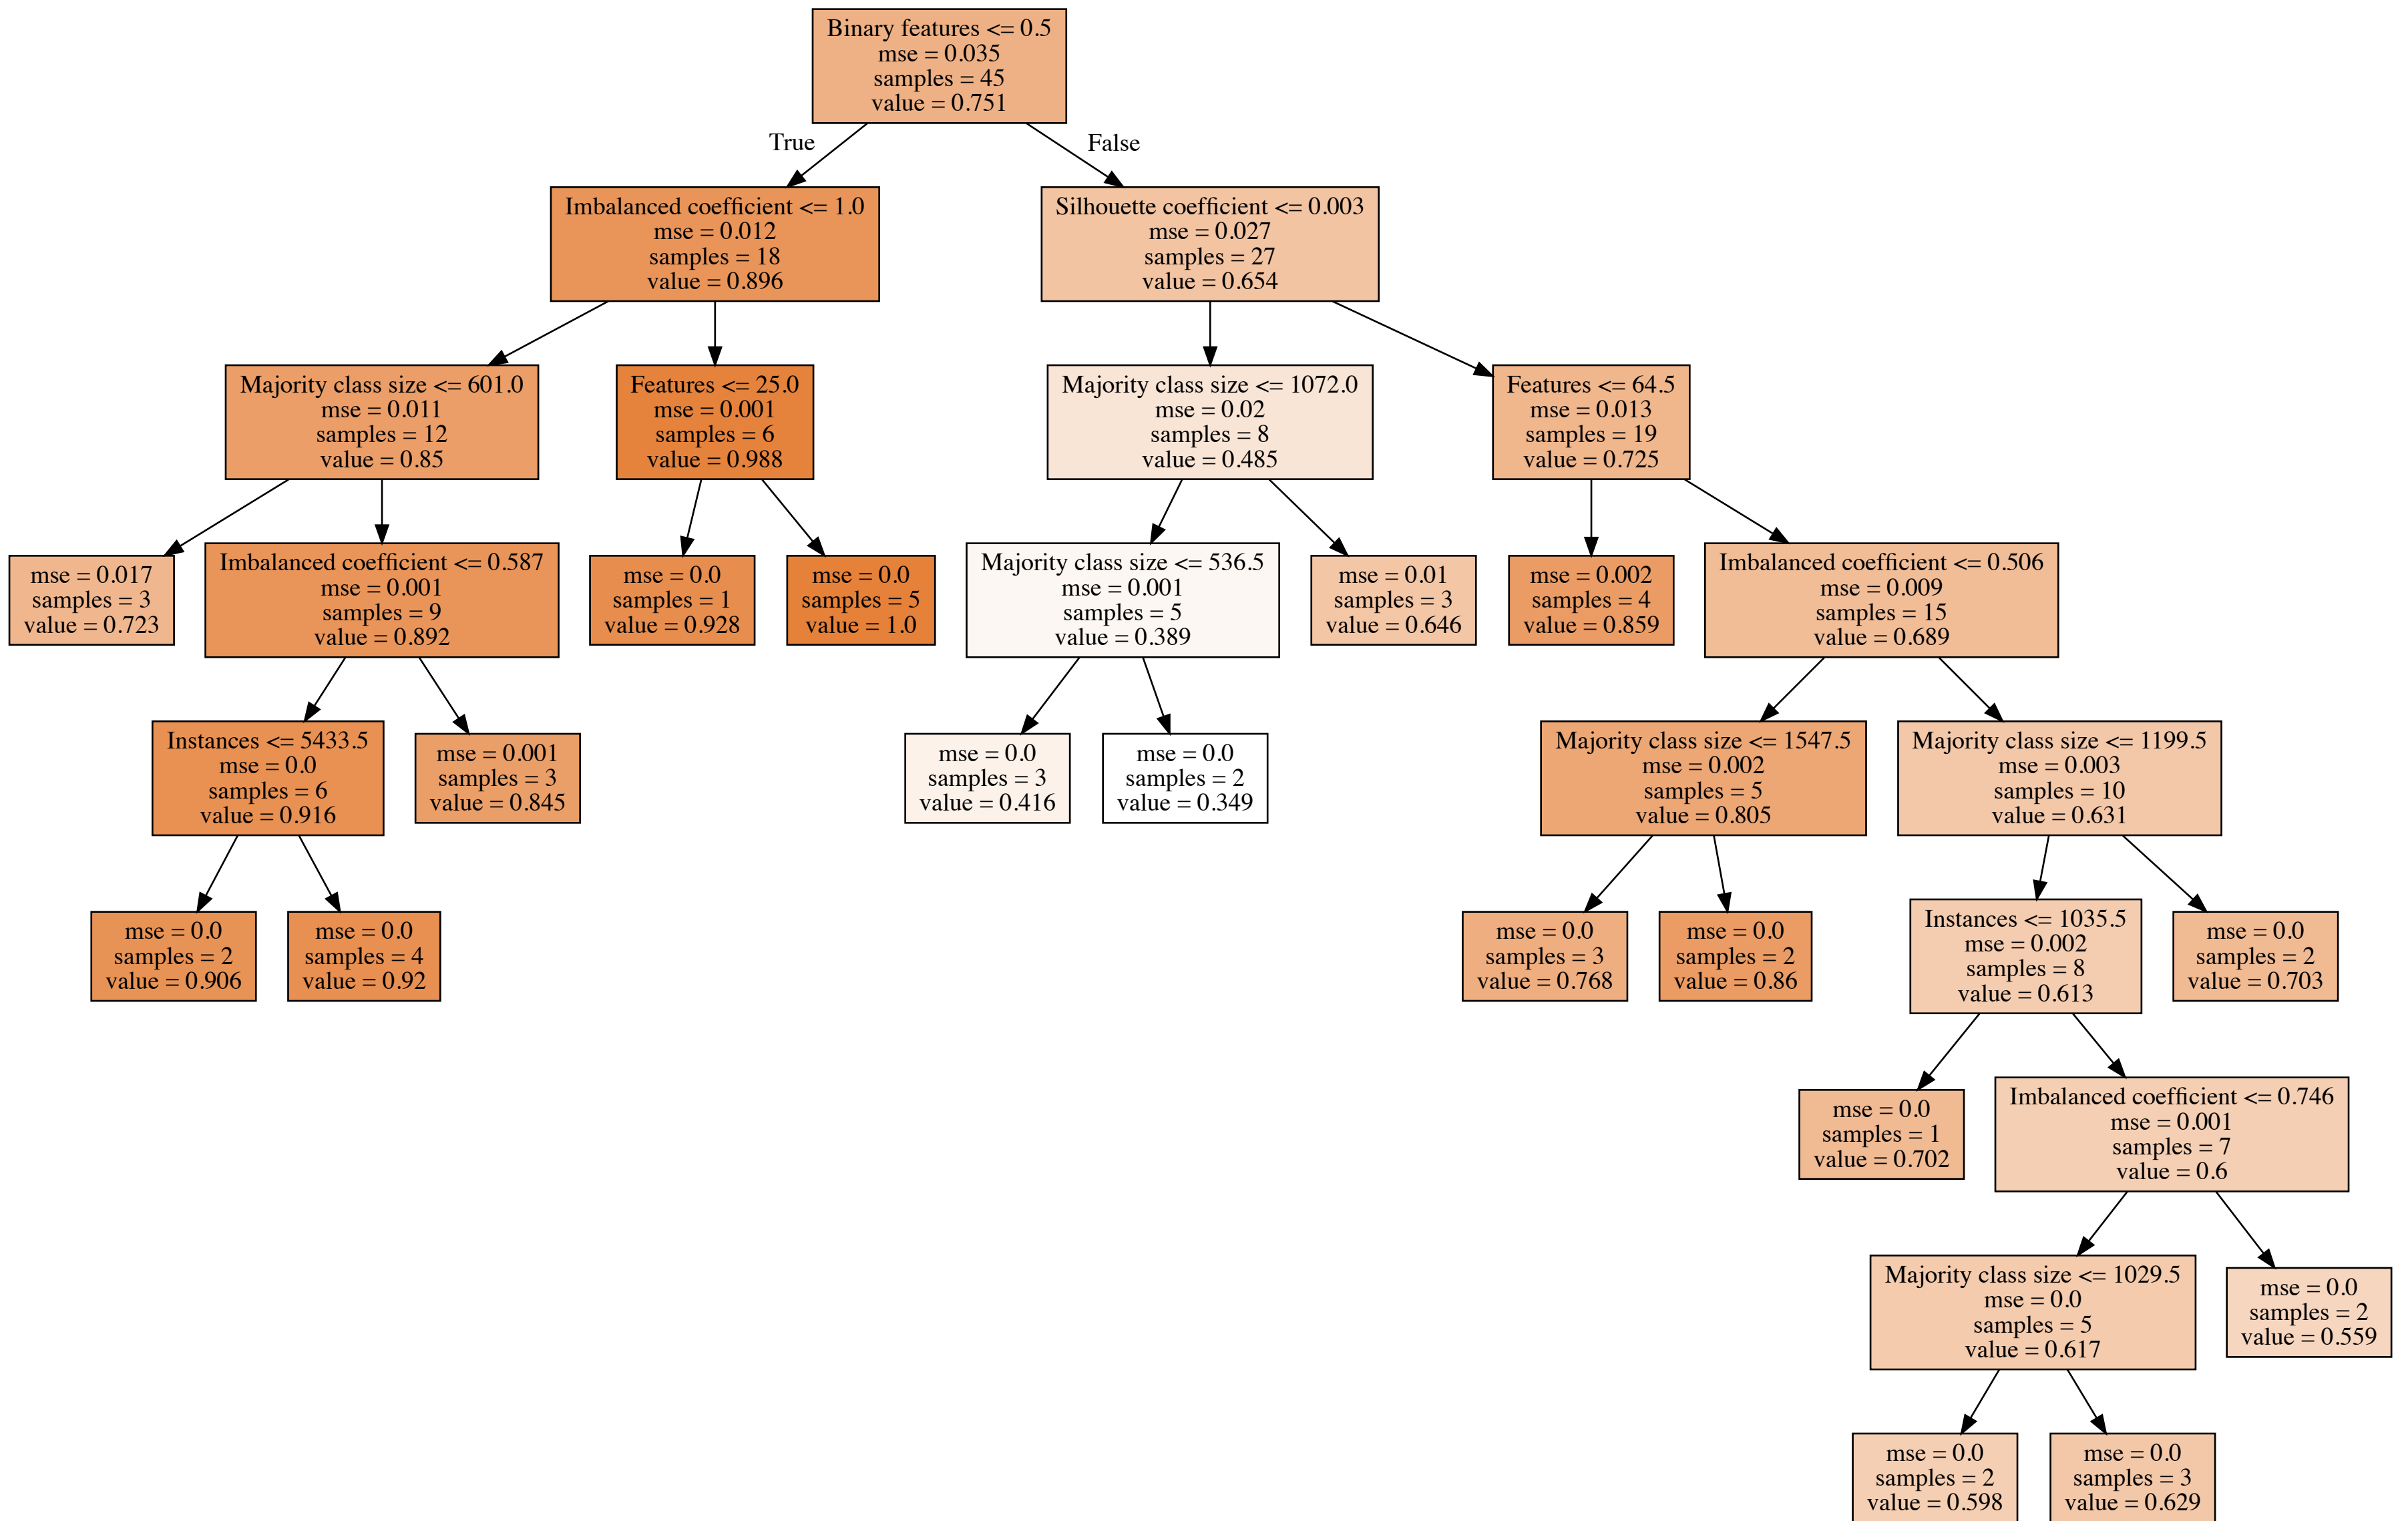 Binary features <= 0.5
mse = 0.035
samples = 45
value = 0.751
True
False
Imbalanced coefficient <= 1.0
mse = 0.012
samples = 18
value = 0.896
Silhouette coefficient <= 0.003
mse = 0.027
samples = 27
value = 0.654
Majority class size <= 601.0
mse = 0.011
samples = 12
value = 0.85
Features <= 25.0
mse = 0.001
samples = 6
value = 0.988
Majority class size <= 1072.0
mse = 0.02
samples = 8
value = 0.485
Features <= 64.5
mse = 0.013
samples = 19
value = 0.725
mse = 0.017
samples = 3
value = 0.723
Imbalanced coefficient <= 0.587
mse = 0.001
samples = 9
value = 0.892
mse = 0.0
samples = 1
value = 0.928
mse = 0.0
samples = 5
value = 1.0
Majority class size <= 536.5
mse = 0.001
samples = 5
value = 0.389
mse = 0.01
samples = 3
value = 0.646
mse = 0.002
samples = 4
value = 0.859
Imbalanced coefficient <= 0.506
mse = 0.009
samples = 15
value = 0.689
Instances <= 5433.5
mse = 0.0
samples = 6
value = 0.916
mse = 0.001
samples = 3
value = 0.845
mse = 0.0
samples = 3
value = 0.416
mse = 0.0
samples = 2
value = 0.349
Majority class size <= 1547.5
mse = 0.002
samples = 5
value = 0.805
Majority class size <= 1199.5
mse = 0.003
samples = 10
value = 0.631
mse = 0.0
samples = 2
value = 0.906
mse = 0.0
samples = 4
value = 0.92
mse = 0.0
samples = 3
value = 0.768
mse = 0.0
samples = 2
value = 0.86
Instances <= 1035.5
mse = 0.002
samples = 8
value = 0.613
mse = 0.0
samples = 2
value = 0.703
mse = 0.0
samples = 1
value = 0.702
Imbalanced coefficient <= 0.746
mse = 0.001
samples = 7
value = 0.6
Majority class size <= 1029.5
mse = 0.0
samples = 5
value = 0.617
mse = 0.0
samples = 2
value = 0.559
mse = 0.0
samples = 2
value = 0.598
mse = 0.0
samples = 3
value = 0.629